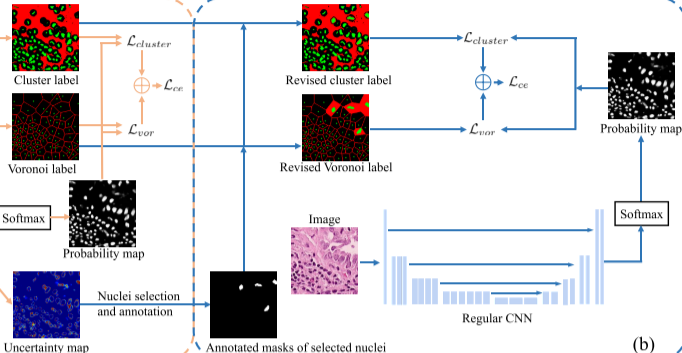 Cluster label
ℒcluster
ℒce
ℒvor
Voronoi label
Softmax
Probability map
Uncertainty map
Nuclei selection
and annotation
Annotated masks of selected nuclei
Revised cluster label
ℒcluster
ℒce
ℒvor
Revised Voronoi label
Probability map
Image
Softmax
Regular CNN
(b)